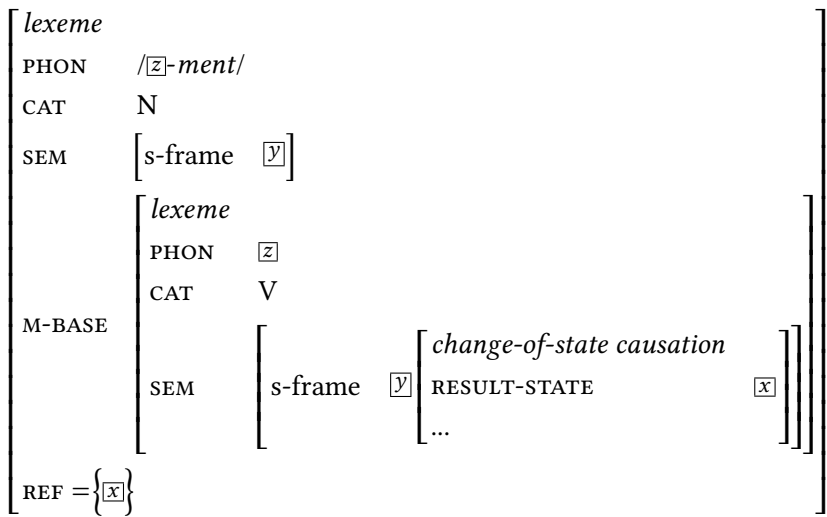 lexeme
PHON /z-ment/
CAT N
SEM [s-frame y]
lexeme
PHON z
CAT V
M-BASE
change-of-state causation
SEM s-frame y RESULT-STATE x
...
REF ={x}